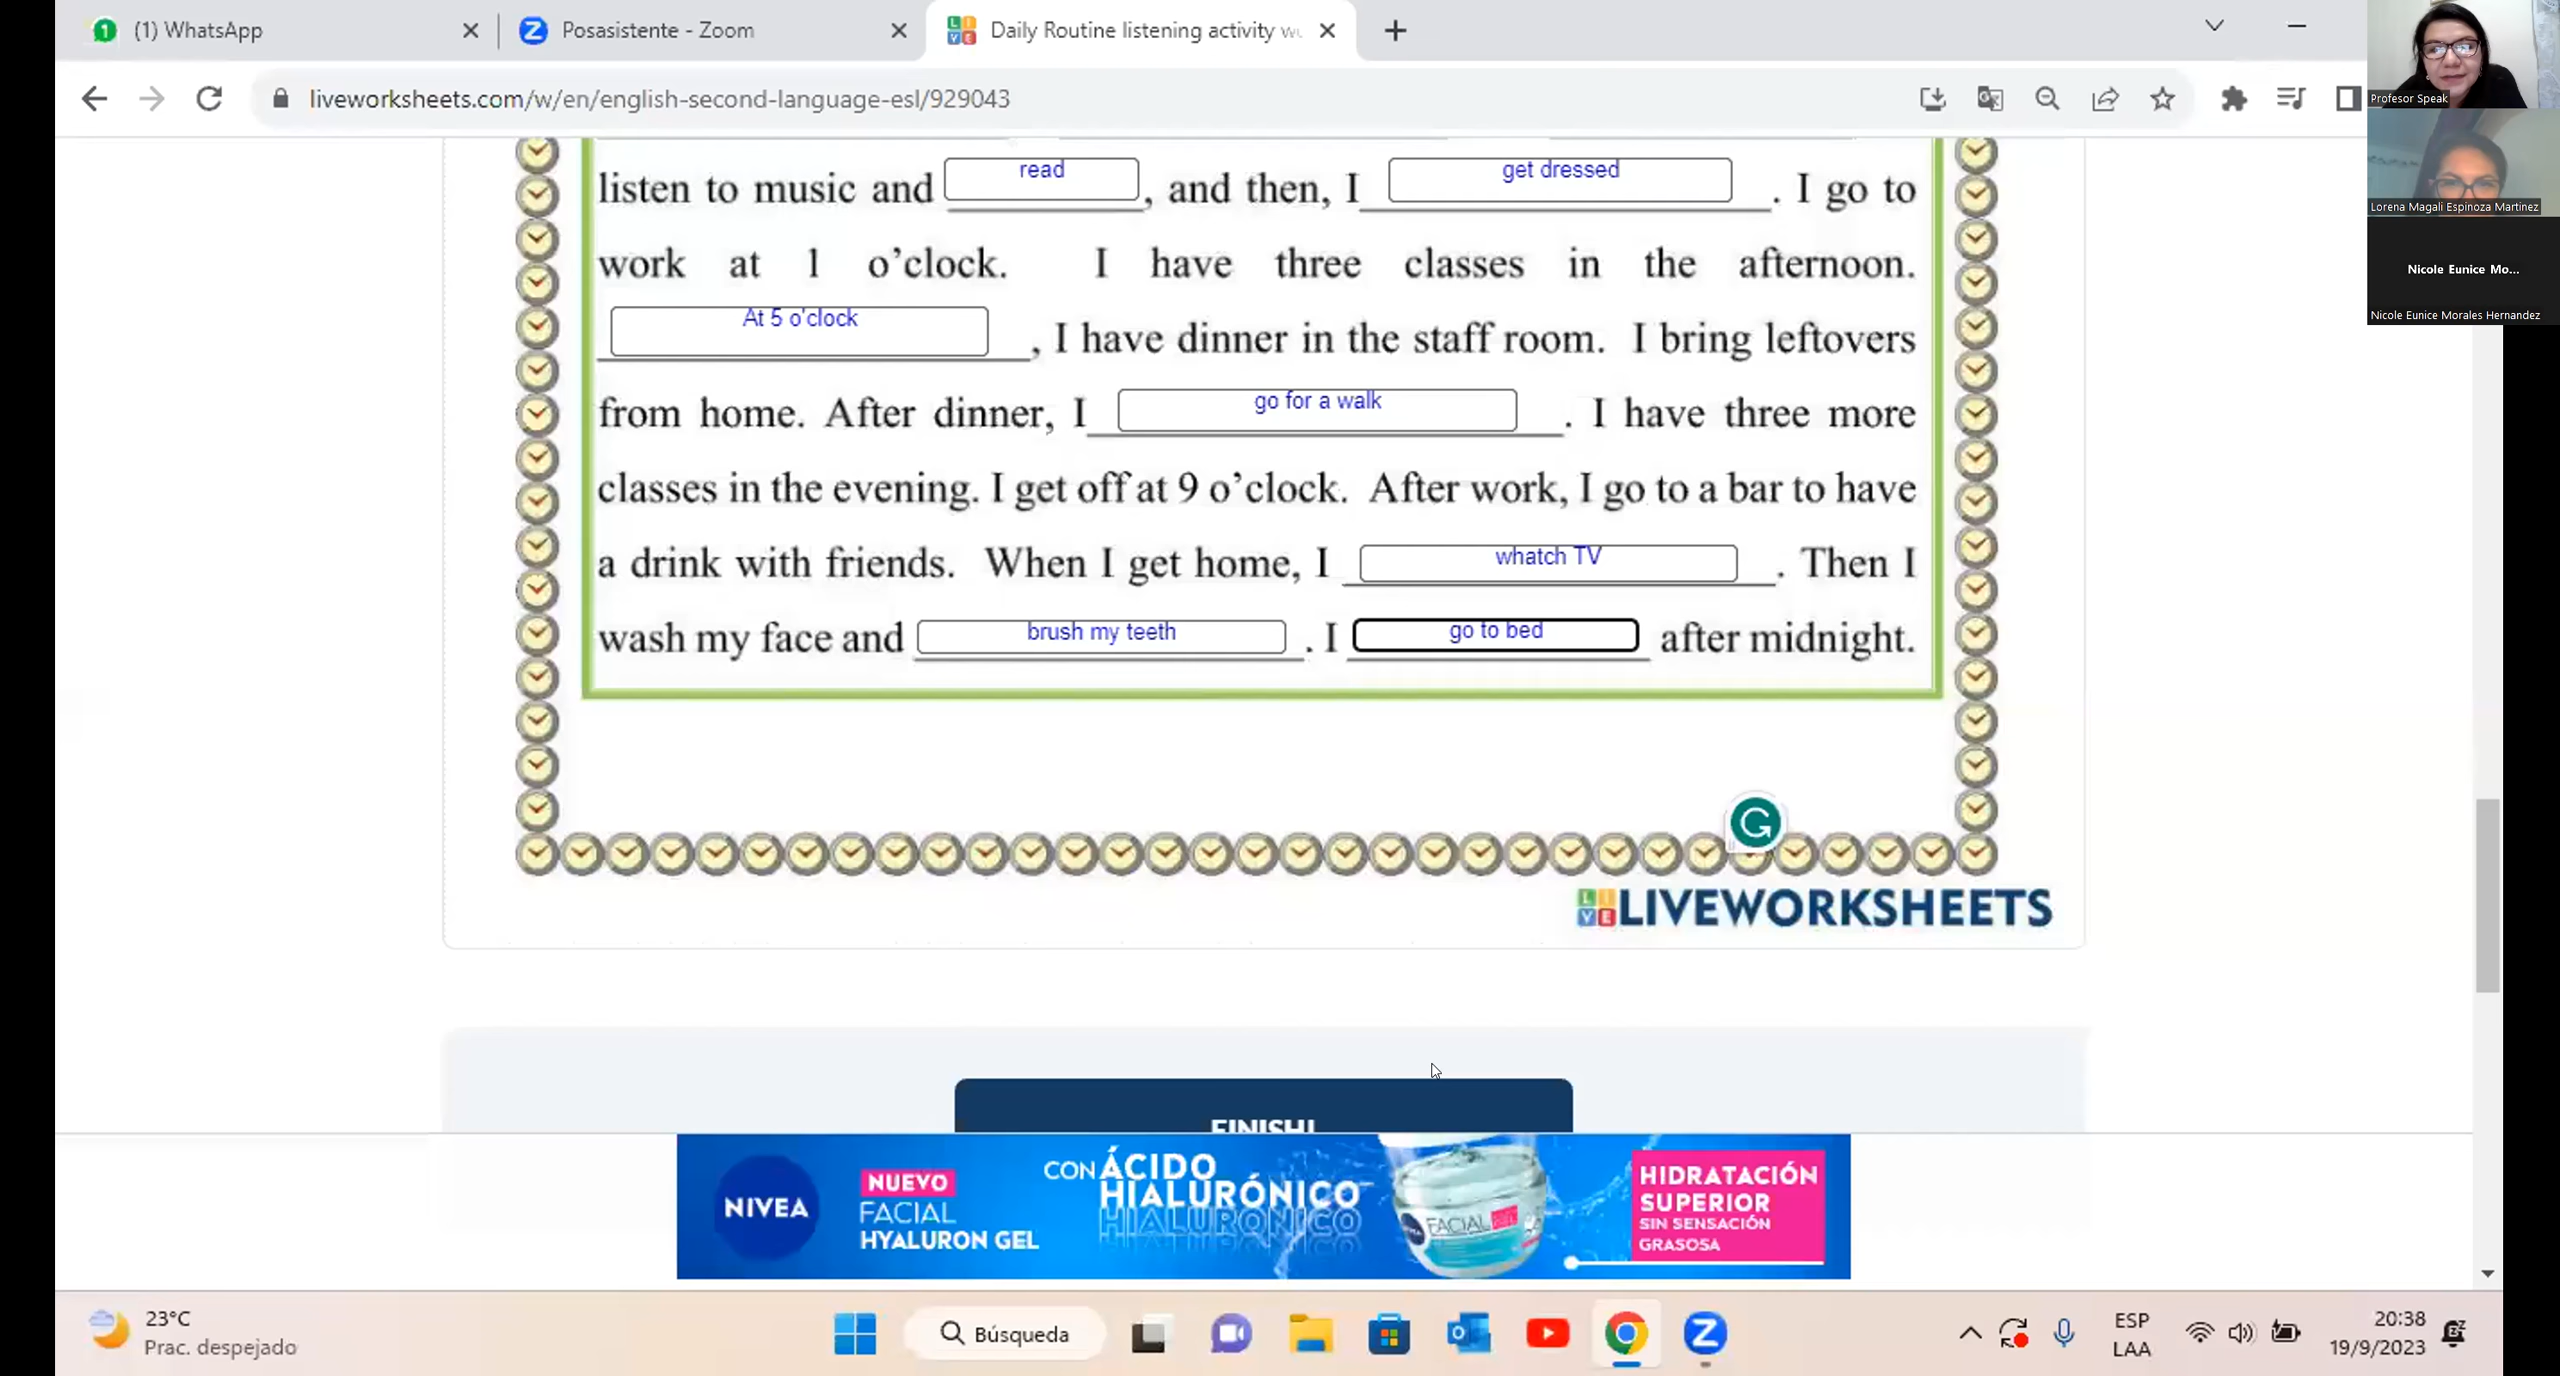 (1) WhatsApp
Posasistente - Zoom
Daily Routine listening activity
liveworksheets.com/w/en/english-second-language-esl/929043
Profesor Speak
Lorena Magali Espinoza Martinez
Nicole Eunice Mo...
Nicole Eunice Morales Hernandez
listen to music and read, and then, I get dressed. I go to
work at 1 o’clock. I have three classes in the afternoon.
At 5 o'clock, I have dinner in the staff room. I bring leftovers
from home. After dinner, I go for a walk. I have three more
classes in the evening. I get off at 9 o’clock. After work, I go to a bar to have
a drink with friends. When I get home, I whatch TV. Then I
wash my face and brush my teeth. I go to bed after midnight.
LIVEWORKSHEETS
FINISH!
NIVEA
NUEVO
FACIAL
HYALURON GEL
CON ÁCIDO
HIALURÓNICO
HIALURONICO
FACIAL
HIDRATACIÓN
SUPERIOR
SIN SENSACIÓN
GRASOSA
23°C
Prac. despejado
Búsqueda
ESP
LAA
20:38
19/9/2023